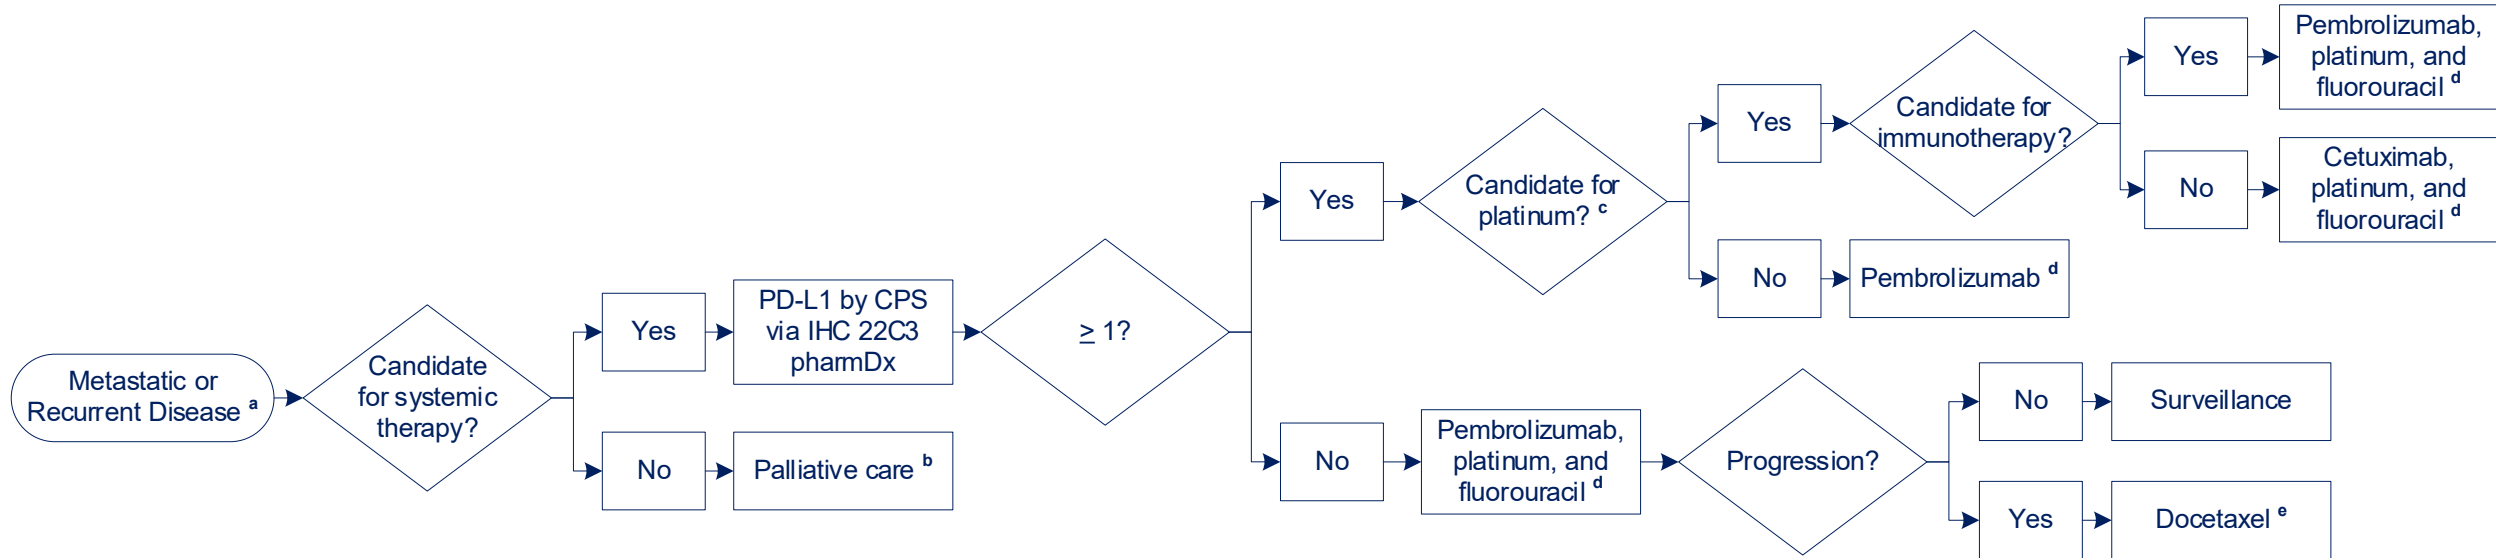 Metastatic or
Recurrent Disease a
Candidate
for systemic
therapy?
Yes
PD-L1 by CPS
via IHC 22C3
pharmDx
No
Palliative care b
≥ 1?
Yes
Candidate for
platinum? c
Yes
Candidate for
immunotherapy?
Yes
Pembrolizumab,
platinum, and
fluorouracil d
No
Cetuximab,
platinum, and
fluorouracil d
No
Pembrolizumab d
No
Pembrolizumab,
platinum, and
fluorouracil d
Progression?
No
Surveillance
Yes
Docetaxel e